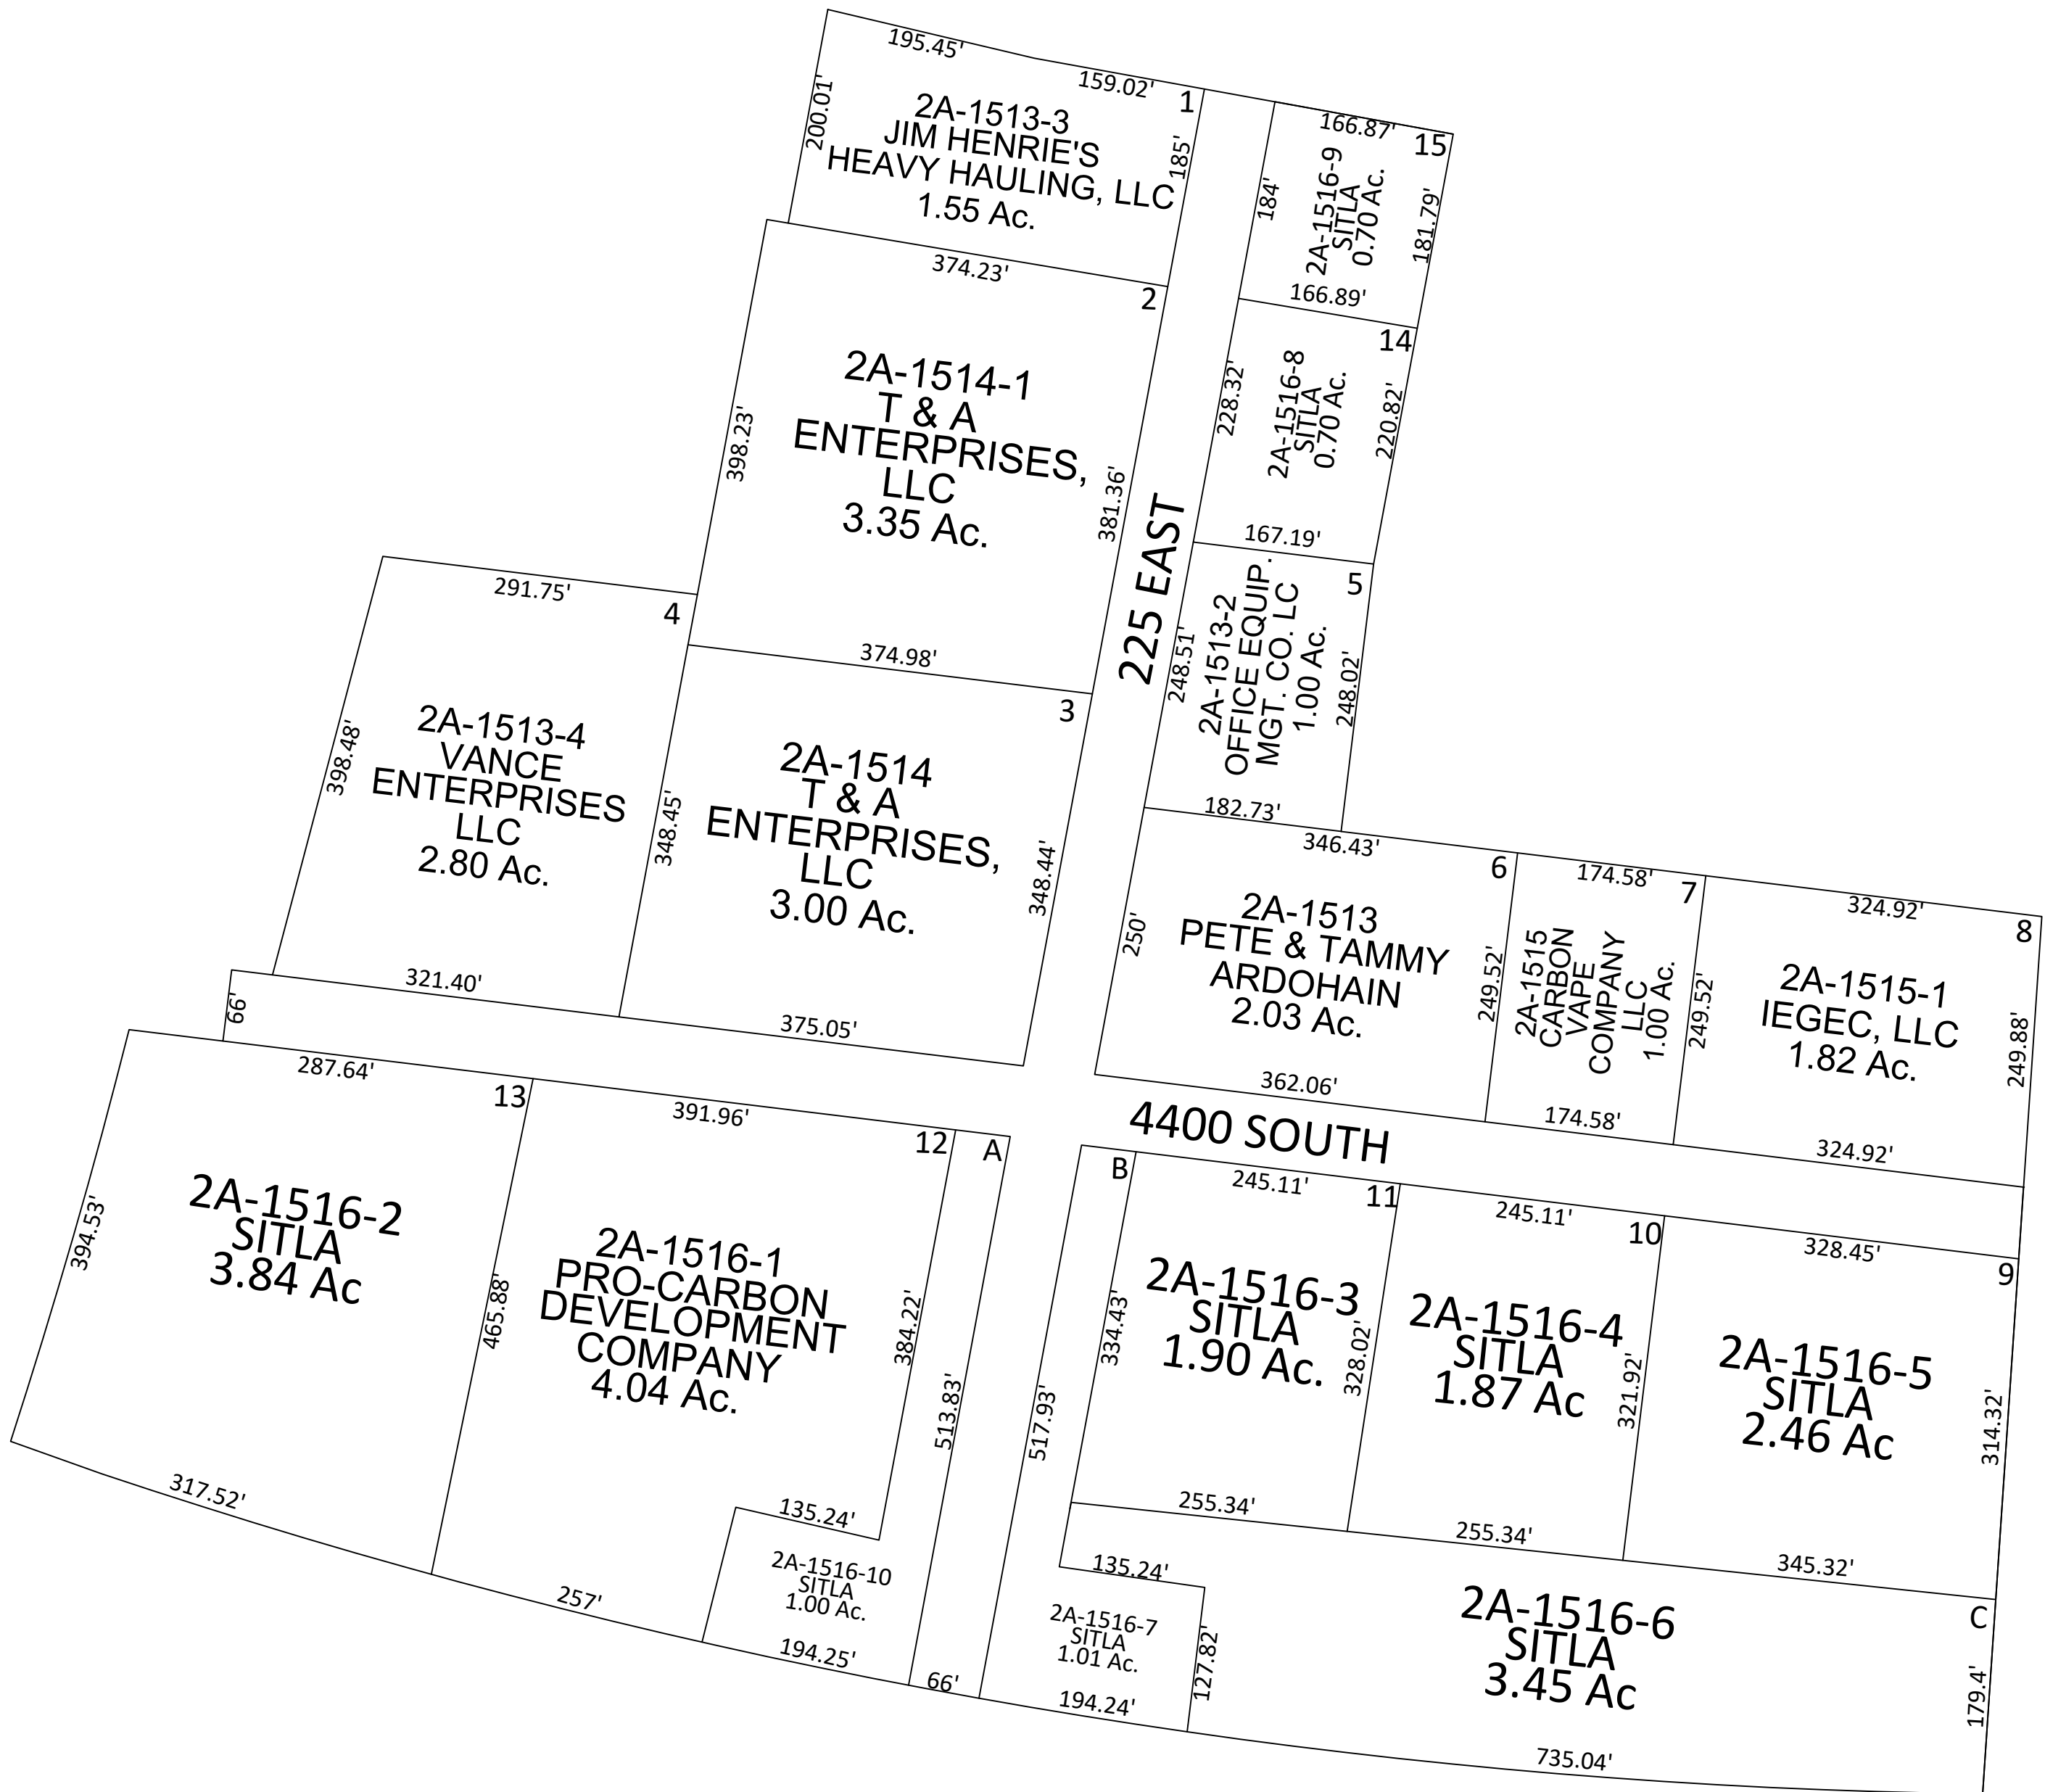 195.45'
159.02'
1
200.01'
185'
2A-1513-3
JIM HENRIE'S
HEAVY HAULING, LLC
1.55 Ac.
166.87'
15
184'
2A-1516-9
SITLA
0.70 Ac.
181.79'
374.23'
2
166.89'
14
398.23'
2A-1514-1
T & A
ENTERPRISES,
LLC
3.35 Ac.
381.36'
225 EAST
228.32'
2A-1516-8
SITLA
0.70 Ac.
220.82'
291.75'
4
167.19'
5
374.98'
3
398.48'
2A-1513-4
VANCE
ENTERPRISES
LLC
2.80 Ac.
348.45'
2A-1514
T & A
ENTERPRISES,
LLC
3.00 Ac.
348.44'
248.51'
2A-1513-2
OFFICE EQUIP.
MGT. CO. LC
1.00 Ac.
248.02'
182.73'
346.43'
6
174.58'
7
324.92'
8
250'
2A-1513
PETE & TAMMY
ARDOHAIN
2.03 Ac.
249.52'
2A-1515
CARBON
VAPE
COMPANY
LLC
1.00 Ac.
249.52'
2A-1515-1
IEGEC, LLC
1.82 Ac.
249.88'
66'
321.40'
375.05'
362.06'
174.58'
324.92'
4400 SOUTH
287.64'
13
391.96'
12
A
B
245.11'
11
245.11'
10
328.45'
9
394.53'
2A-1516-2
SITLA
3.84 Ac
465.88'
2A-1516-1
PRO-CARBON
DEVELOPMENT
COMPANY
4.04 Ac.
384.22'
513.83'
517.93'
334.43'
2A-1516-3
SITLA
1.90 Ac.
328.02'
2A-1516-4
SITLA
1.87 Ac
321.92'
2A-1516-5
SITLA
2.46 Ac
314.32'
317.52'
257'
135.24'
2A-1516-10
SITLA
1.00 Ac.
194.25'
66'
255.34'
255.34'
345.32'
135.24'
2A-1516-7
SITLA
1.01 Ac.
127.82'
194.24'
2A-1516-6
SITLA
3.45 Ac
C
179.4'
735.04'